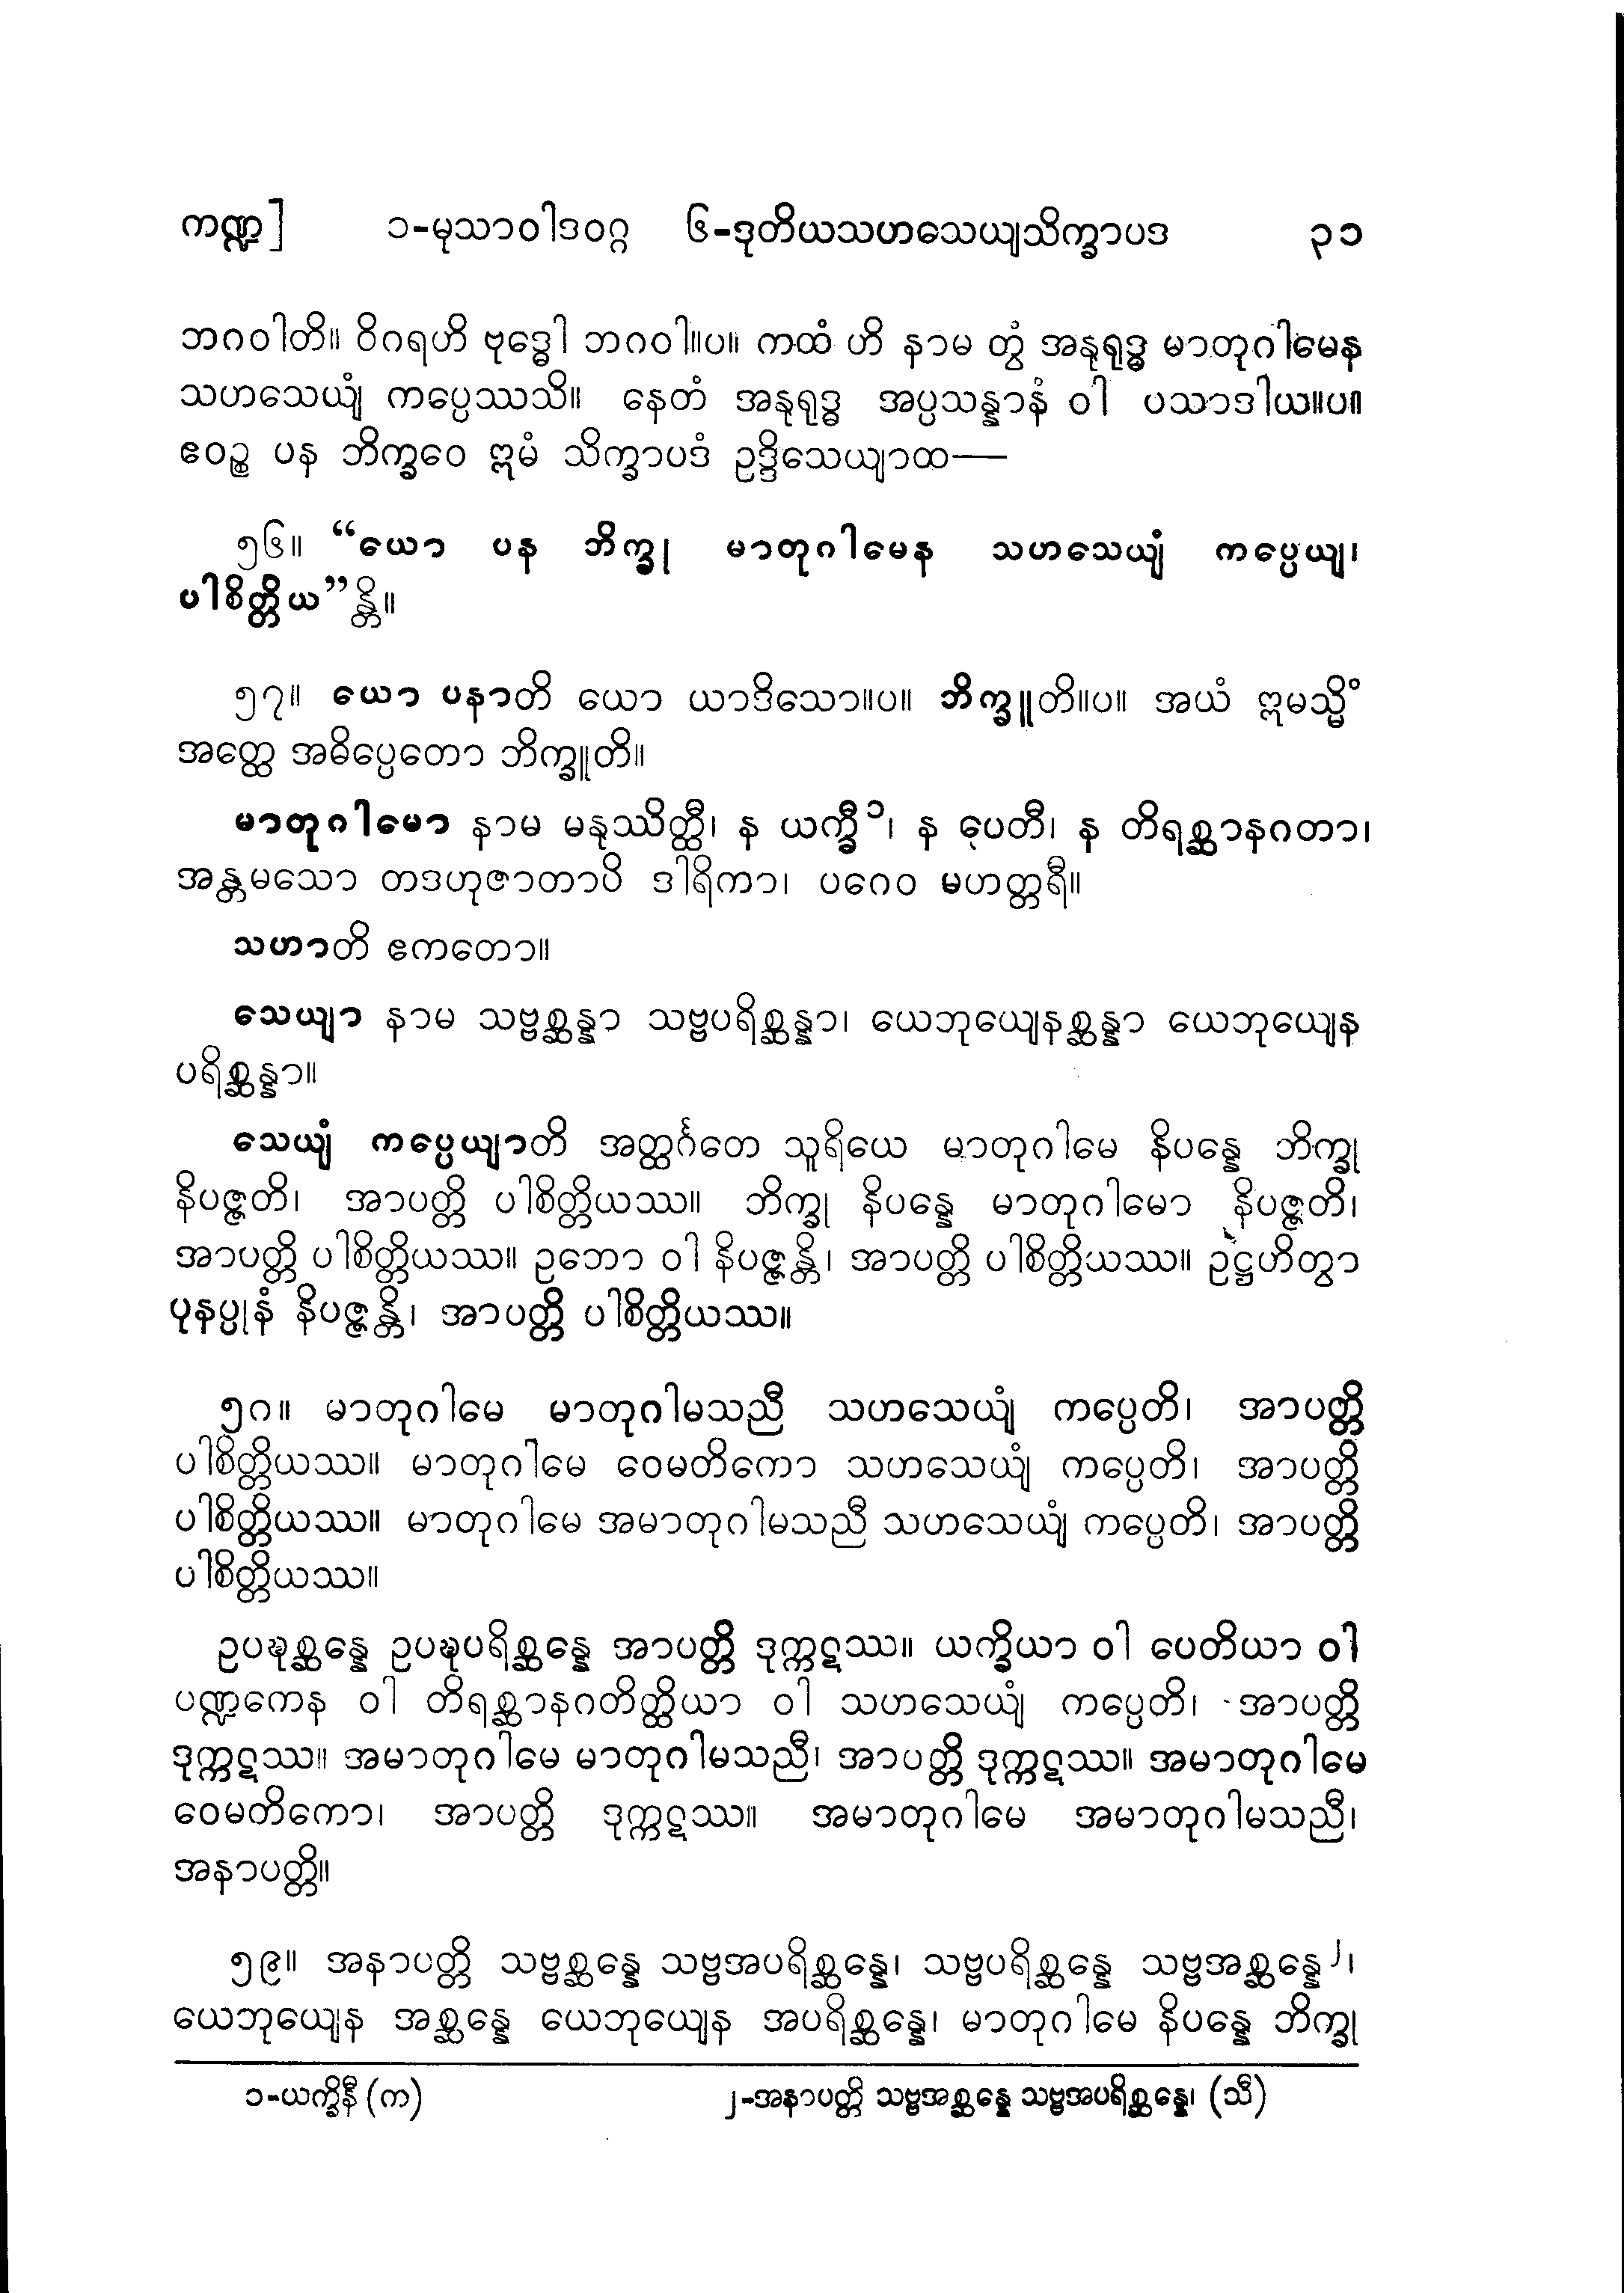 ကဏ္ဍ] ၁-မုသာဝါဒဝဂ္ဂ ၆-ဒုတိယသဟသေယျသိက္ခာပဒ ၃၁
ဘဂဝါတိ။ ဝိဂရဟိ ဗုဒ္ဓေါ ဘဂဝါ။ပ။ ကထံ ဟိ နာမ တွံ အနုရုဒ္ဓ မာတုဂါမေန
သဟသေယျံ ကပ္ပေဿသိ။ နေတံ အနုရုဒ္ဓ အပ္ပသန္နာနံ ဝါ ပသာဒါယ။ပ။
ဧဝဉ္စ ပန ဘိက္ခဝေ ဣမံ သိက္ခာပဒံ ဥဒ္ဒိသေယျာထ—
၅၆။ “ယော ပန ဘိက္ခု မာတုဂါမေန သဟသေယျံ ကပ္ပေယျ၊
ပါစိတ္တိယ”န္တိ။
၅၇။ ယော ပနာတိ ယော ယာဒိသော။ပ။ ဘိက္ခူတိ။ပ။ အယံ ဣမသ္မိံ
အတ္ထေ အဓိပ္ပေတော ဘိက္ခူတိ။
မာတုဂါမော နာမ မနုဿိတ္ထီ၊ န ယက္ခီ၁၊ န ပေတီ၊ န တိရစ္ဆာနဂတာ၊
အန္တမသော တဒဟုဇာတာပိ ဒါရိကာ၊ ပဂေဝ မဟတ္တရီ။
သဟာတိ ဧကတော။
သေယျာ နာမ သဗ္ဗစ္ဆန္နာ သဗ္ဗပရိစ္ဆန္နာ၊ ယေဘုယျေနစ္ဆန္နာ ယေဘုယျေန
ပရိစ္ဆန္နာ။
သေယျံ ကပ္ပေယျာတိ အတ္ထင်္ဂတေ သူရိယေ မာတုဂါမေ နိပန္နေ ဘိက္ခု
နိပဇ္ဇတိ၊ အာပတ္တိ ပါစိတ္တိယဿ။ ဘိက္ခု နိပန္နေ မာတုဂါမော နိပဇ္ဇတိ၊
အာပတ္တိ ပါစိတ္တိယဿ။ ဥဘော ဝါ နိပဇ္ဇန္တိ၊ အာပတ္တိ ပါစိတ္တိယဿ။ ဥဋ္ဌဟိတွာ
ပုနပ္ပုနံ နိပဇ္ဇန္တိ၊ အာပတ္တိ ပါစိတ္တိယဿ။
၅၈။ မာတုဂါမေ မာတုဂါမသညီ သဟသေယျံ ကပ္ပေတိ၊ အာပတ္တိ
ပါစိတ္တိယဿ။ မာတုဂါမေ ဝေမတိကော သဟသေယျံ ကပ္ပေတိ၊ အာပတ္တိ
ပါစိတ္တိယဿ။ မာတုဂါမေ အမာတုဂါမသညီ သဟသေယျံ ကပ္ပေတိ၊ အာပတ္တိ
ပါစိတ္တိယဿ။
ဥပဍ္ဎစ္ဆန္နေ ဥပဍ္ဎပရိစ္ဆန္နေ အာပတ္တိ ဒုက္ကဋဿ။ ယက္ခိယာ ဝါ ပေတိယာ ဝါ
ပဏ္ဍကေန ဝါ တိရစ္ဆာနဂတိတ္ထိယာ ဝါ သဟသေယျံ ကပ္ပေတိ၊ အာပတ္တိ
ဒုက္ကဋဿ။ အမာတုဂါမေ မာတုဂါမသညီ၊ အာပတ္တိ ဒုက္ကဋဿ။ အမာတုဂါမေ
ဝေမတိကော၊ အာပတ္တိ ဒုက္ကဋဿ။ အမာတုဂါမေ အမာတုဂါမသညီ၊
အနာပတ္တိ။
၅၉။ အနာပတ္တိ သဗ္ဗစ္ဆန္နေ သဗ္ဗအပရိစ္ဆန္နေ၊ သဗ္ဗပရိစ္ဆန္နေ သဗ္ဗအစ္ဆန္နေ၂၊
ယေဘုယျေန အစ္ဆန္နေ ယေဘုယျေန အပရိစ္ဆန္နေ၊ မာတုဂါမေ နိပန္နေ ဘိက္ခု
၁-ယက္ခိနီ (က) ၂-အနာပတ္တိ သဗ္ဗအစ္ဆန္နေ သဗ္ဗအပရိစ္ဆန္နေ၊ (သီ)